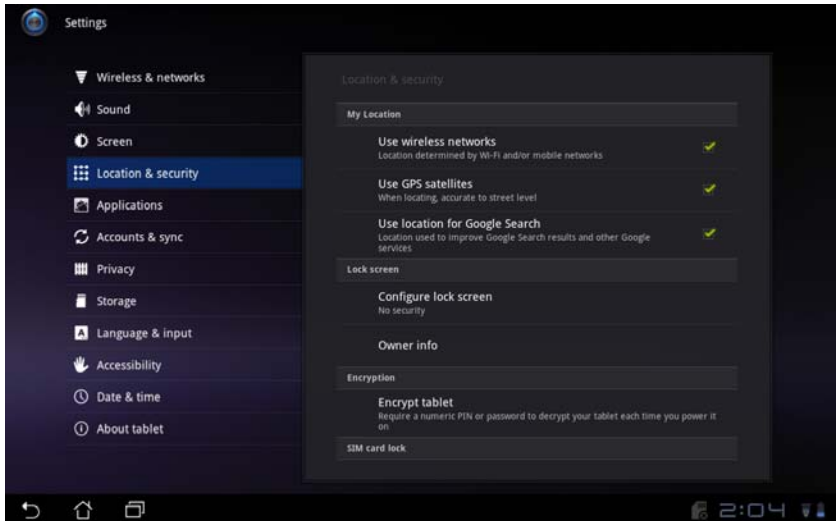 Settings
Wireless & networks
Sound
Screen
Location & security
Applications
Accounts & sync
Privacy
Storage
Language & input
Accessibility
Date & time
About tablet
Location & security
My Location
Use wireless networks
Location determined by Wi-Fi and/or mobile networks
Use GPS satellites
When locating, accurate to street level
Use location for Google Search
Location used to improve Google Search results and other Google
services
Lock screen
Configure lock screen
No security
Owner info
Encryption
Encrypt tablet
Require a numeric PIN or password to decrypt your tablet each time you power it
on
SIM card lock
2:04